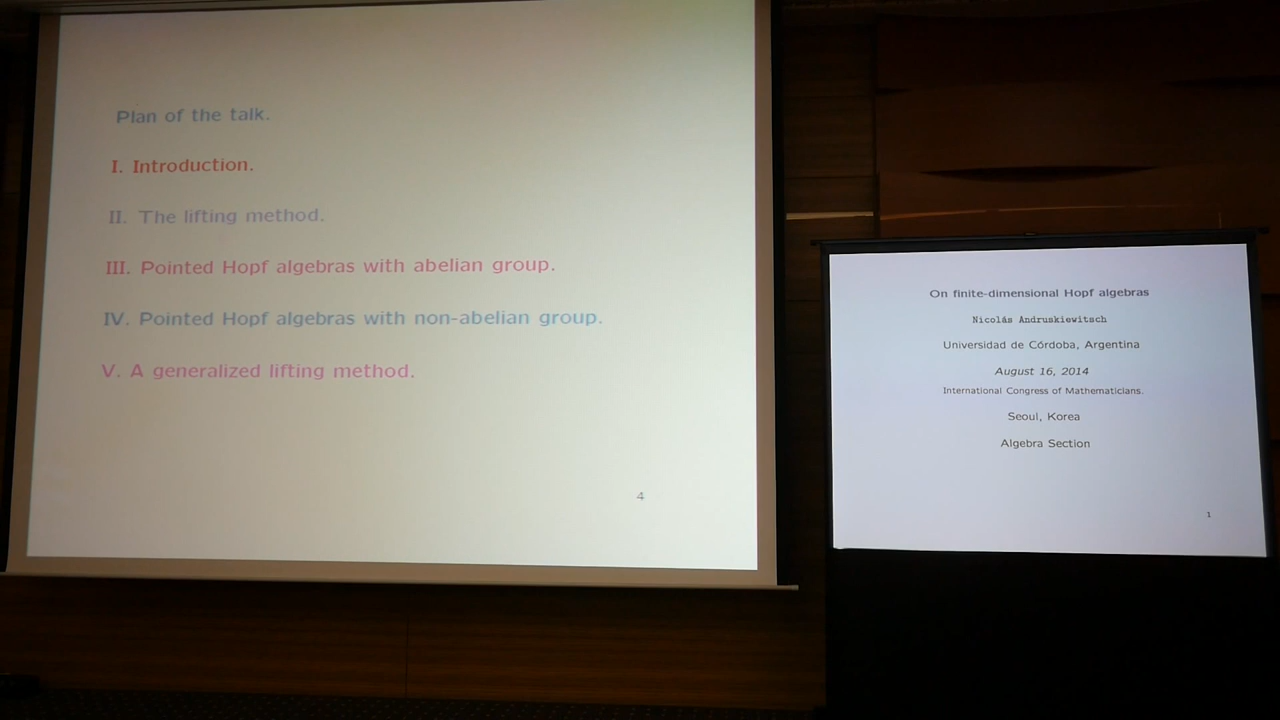 Plan of the talk.
I. Introduction.
II. The lifting method.
III. Pointed Hopf algebras with abelian group.
IV. Pointed Hopf algebras with non-abelian group.
V. A generalized lifting method.
4
On finite-dimensional Hopf algebras
Nicolás Andruskiewitsch
Universidad de Córdoba, Argentina
August 16, 2014
International Congress of Mathematicians.
Seoul, Korea
Algebra Section
1